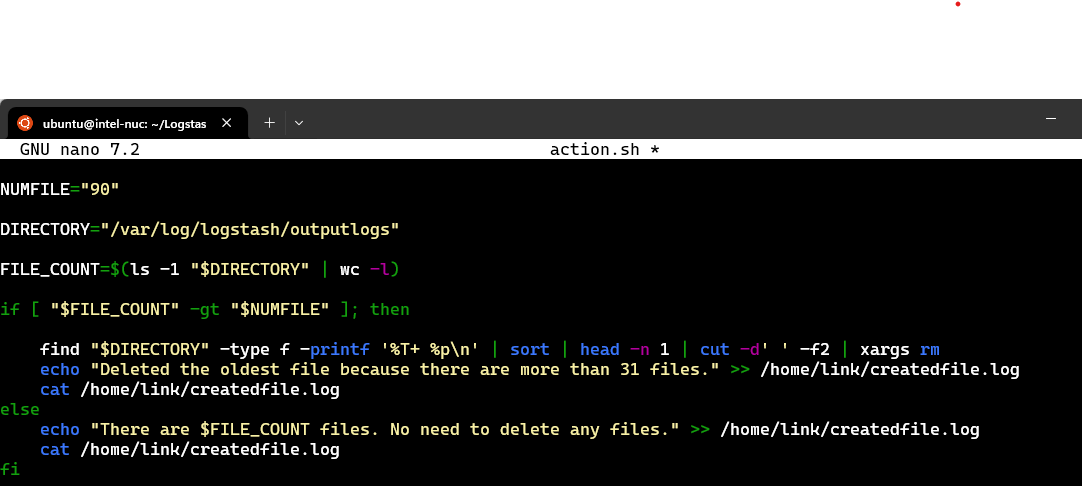 ubuntu@intel-nuc: ~/Logstas
GNU nano 7.2 action.sh *
NUMFILE="90"
DIRECTORY="/var/log/logstash/outputlogs"
FILE_COUNT=$(ls -1 "$DIRECTORY" | wc -l)
if [ "$FILE_COUNT" -gt "$NUMFILE" ]; then
find "$DIRECTORY" -type f -printf '%T+ %p\n' | sort | head -n 1 | cut -d' ' -f2 | xargs rm
echo "Deleted the oldest file because there are more than 31 files." >> /home/link/createdfile.log
cat /home/link/createdfile.log
else
echo "There are $FILE_COUNT files. No need to delete any files." >> /home/link/createdfile.log
cat /home/link/createdfile.log
fi